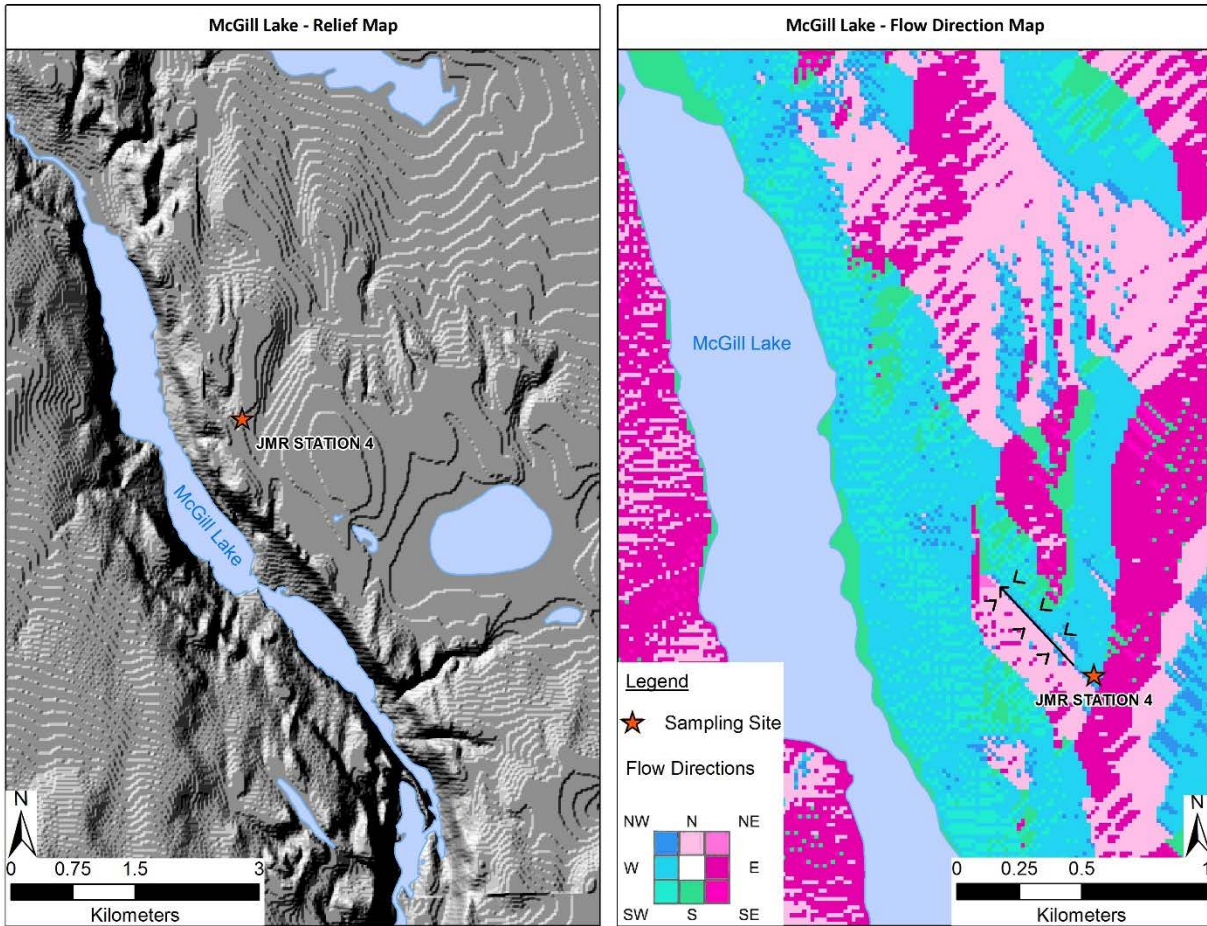 McGill Lake - Relief Map
JMR STATION 4
McGill Lake
N
0 0.75 1.5 3
Kilometers
McGill Lake - Flow Direction Map
McGill Lake
JMR STATION 4
Legend
Sampling Site
Flow Directions
NW N NE
W E
SW S SE
N
0 0.25 0.5 1
Kilometers